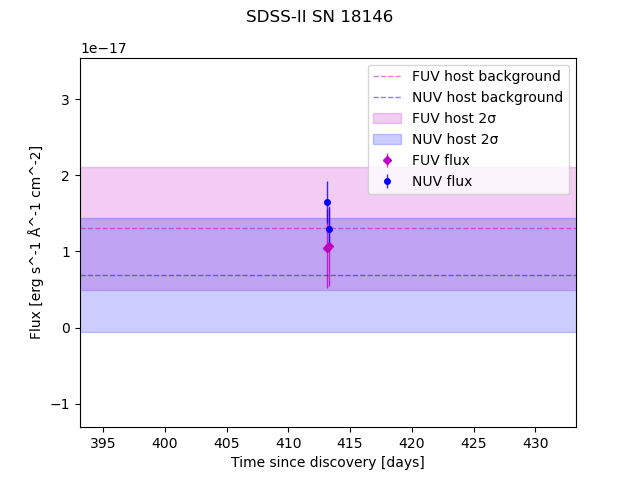 SDSS-II SN 18146
1e−17
FUV host background
NUV host background
FUV host 2σ
NUV host 2σ
FUV flux
NUV flux
3
2
1
0
−1
Flux [erg s^-1 Å^-1 cm^-2]
395 400 405 410 415 420 425 430
Time since discovery [days]